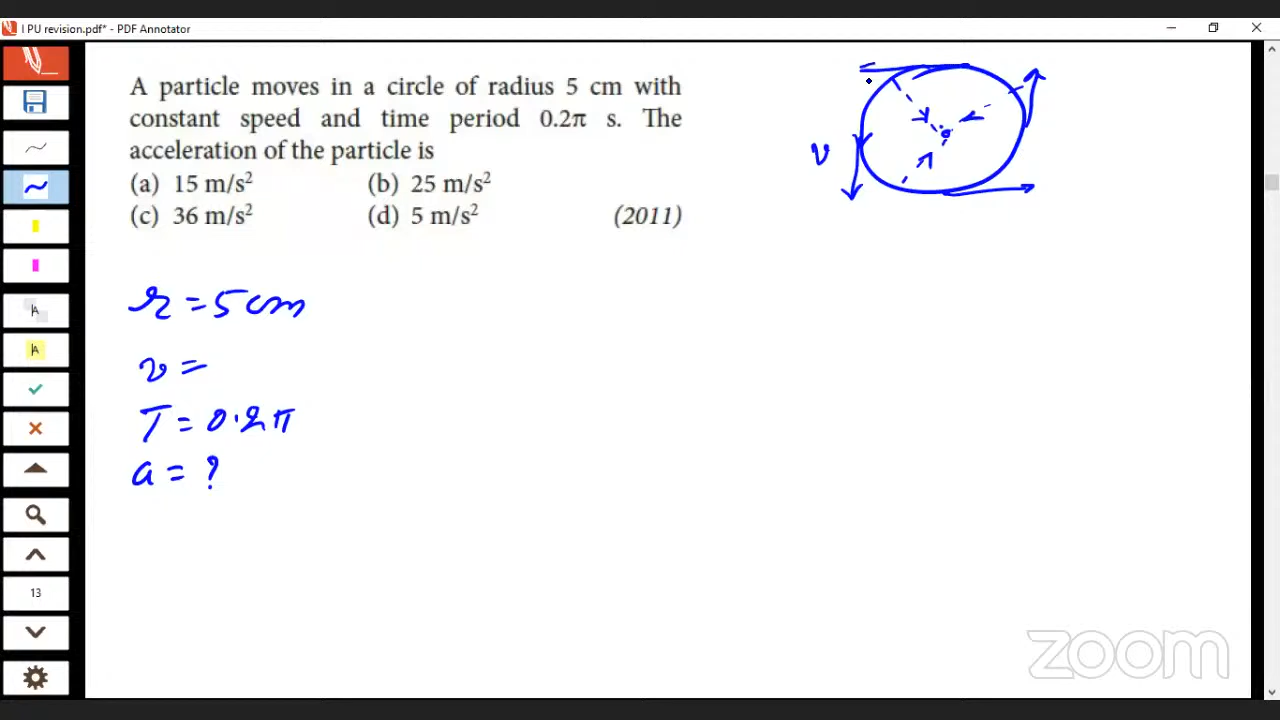 I PU revision.pdf* - PDF Annotator
A particle moves in a circle of radius 5 cm with
constant speed and time period 0.2π s. The
acceleration of the particle is
(a) 15 m/s² (b) 25 m/s²
(c) 36 m/s² (d) 5 m/s² (2011)
v
r = 5 cm
v =
T = 0.2π
a = ?
A
A
13
zoom